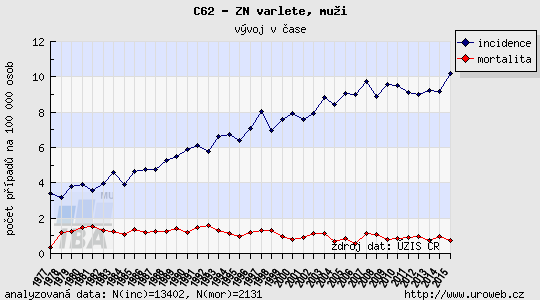 C62 - ZN varlete, muži
vývoj v čase
incidence
mortalita
počet případů na 100 000 osob
12
10
8
6
4
2
0
MU
IBA
zdroj dat: ÚZIS ČR
1977 1978 1979 1980 1981 1982 1983 1984 1985 1986 1987 1988 1989 1990 1991 1992 1993 1994 1995 1996 1997 1998 1999 2000 2001 2002 2003 2004 2005 2006 2007 2008 2009 2010 2011 2012 2013 2014 2015
analyzovaná data: N(inc)=13402, N(mor)=2131
http://www.uroweb.cz